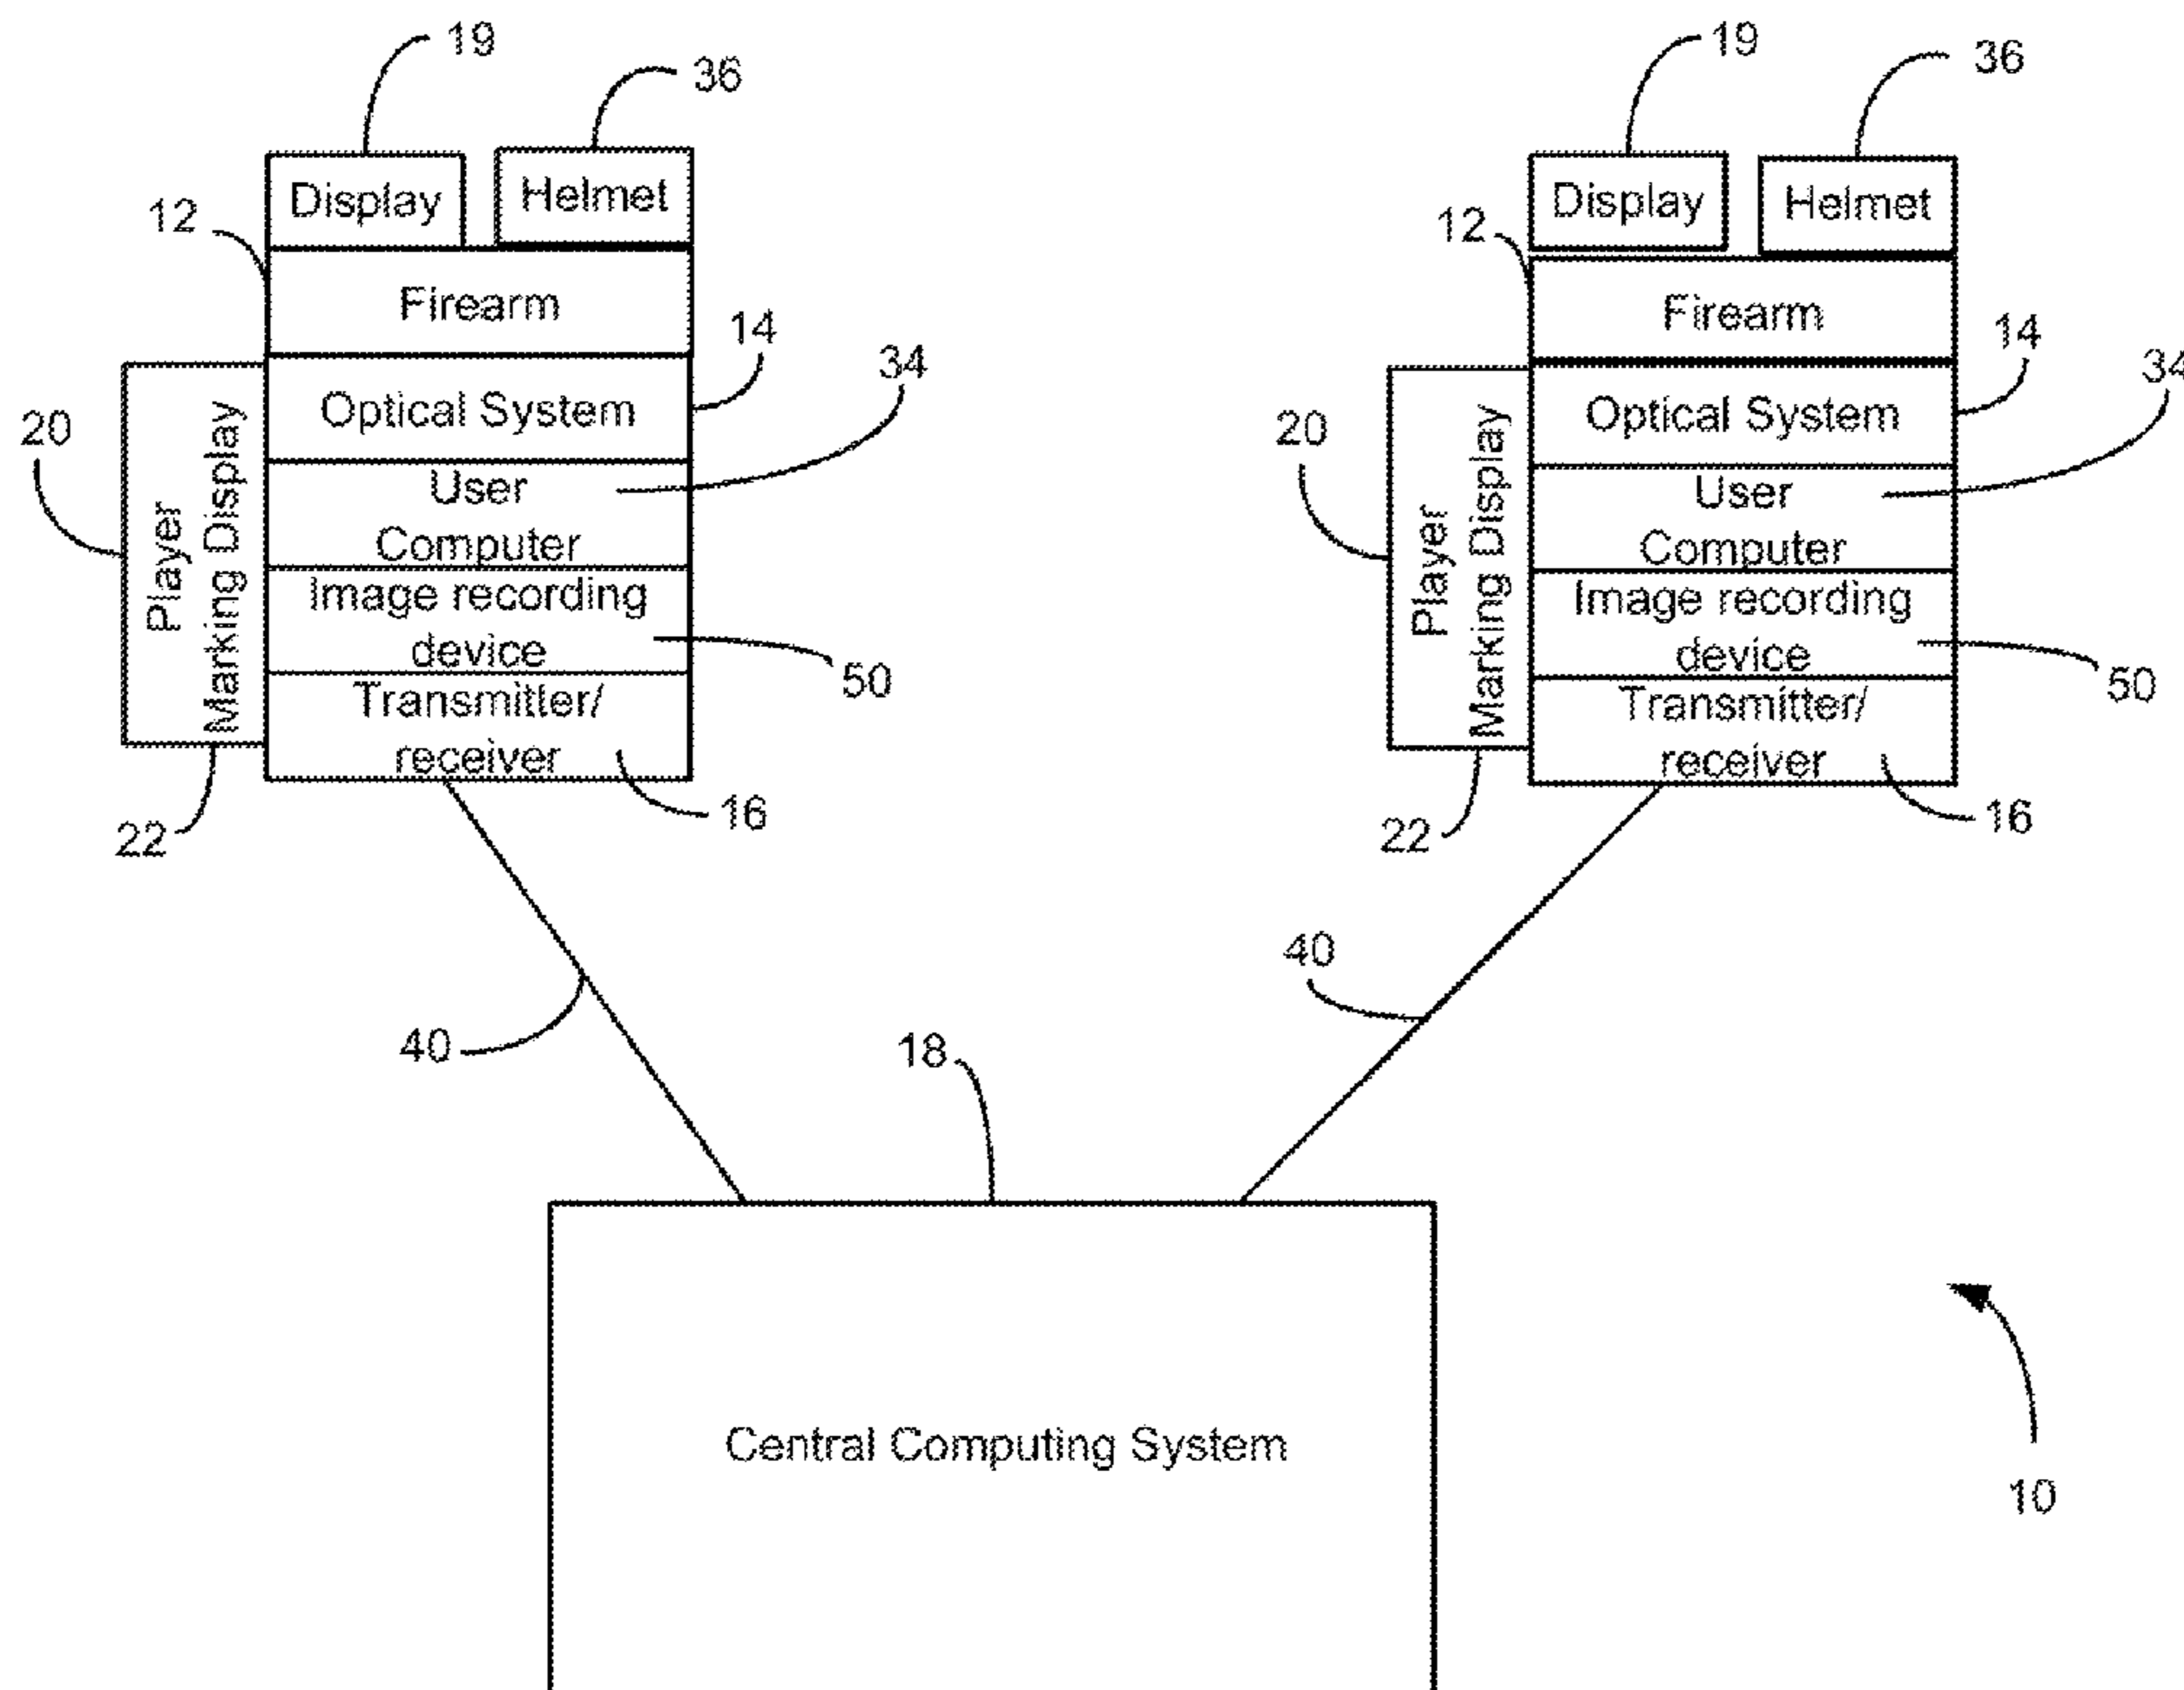 19
36
19
36
Display
Helmet
Display
Helmet
12
12
Firearm
Firearm
14
34
14
34
20
20
Player
Marking Display
Player
Marking Display
Optical System
Optical System
User
Computer
User
Computer
Image recording
device
Image recording
device
50
50
Transmitter/
receiver
Transmitter/
receiver
22
16
22
16
40
40
18
Central Computing System
10